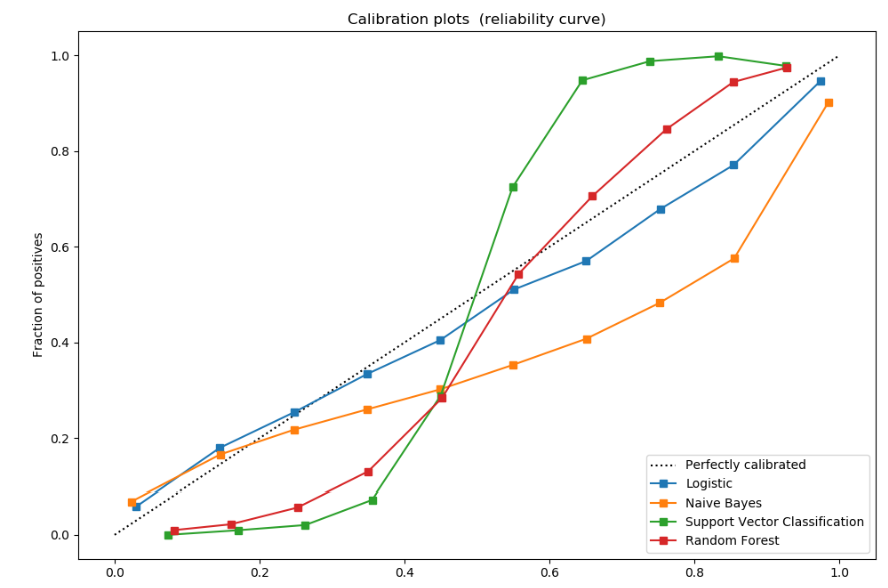 Calibration plots (reliability curve)
1.0
0.8
0.6
0.4
0.2
0.0
Fraction of positives
Perfectly calibrated
Logistic
Naive Bayes
Support Vector Classification
Random Forest
0.0 0.2 0.4 0.6 0.8 1.0